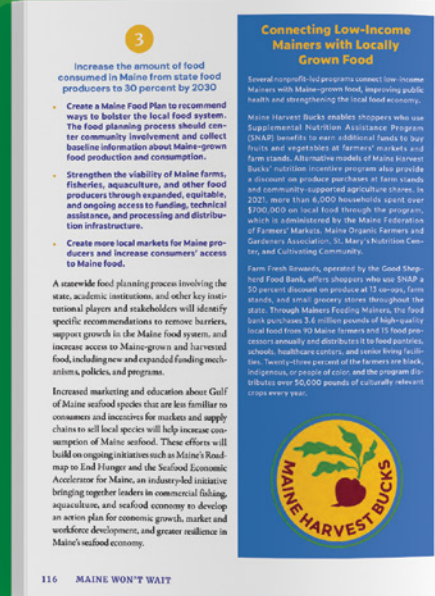 3
Increase the amount of food
consumed in Maine from state food
producers to 30 percent by 2030
• Create a Maine Food Plan to recommend
ways to bolster the local food system.
The food planning process should cen-
ter community involvement and collect
baseline information about Maine-grown
food production and consumption.
• Strengthen the viability of Maine farms,
fisheries, aquaculture, and other food
producers through expanded, equitable,
and ongoing access to funding, technical
assistance, and processing and distribu-
tion infrastructure.
• Create more local markets for Maine pro-
ducers and increase consumers' access
to Maine food.
A statewide food planning process involving the
state, academic institutions, and other key insti-
tutional players and stakeholders will identify
specific recommendations to remove barriers,
support growth in the Maine food system, and
increase access to Maine-grown and harvested
food, including new and expanded funding mech-
anisms, policies, and programs.
Increased marketing and education about Gulf
of Maine seafood species that are less familiar to
consumers and incentives for markets and supply
chains to sell local species will help increase con-
sumption of Maine seafood. These efforts will
build on ongoing initiatives such as Maine's Road-
map to End Hunger and the Seafood Economic
Accelerator for Maine, an industry-led initiative
bringing together leaders in commercial fishing,
aquaculture, and seafood economy to develop
an action plan for economic growth, market and
workforce development, and greater resilience in
Maine's seafood economy.
116 MAINE WON'T WAIT
Connecting Low-Income
Mainers with Locally
Grown Food
Several nonprofit-led programs connect low-income
Mainers with Maine-grown food, improving public
health and strengthening the local food economy.
Maine Harvest Bucks enables shoppers who use
Supplemental Nutrition Assistance Program
(SNAP) benefits to earn additional funds to buy
fruits and vegetables at farmers' markets and
farm stands. Alternative models of Maine Harvest
Bucks' nutrition incentive program also provide
a discount on produce purchases at farm stands
and community-supported agriculture shares. In
2021, more than 6,000 households spent over
$700,000 on local food through the program,
which is administered by the Maine Federation
of Farmers' Markets, Maine Organic Farmers and
Gardeners Association, St. Mary's Nutrition Cen-
ter, and Cultivating Community.
Farm Fresh Rewards, operated by the Good Shep-
herd Food Bank, offers shoppers who use SNAP a
30 percent discount on produce at 13 co-ops, farm
stands, and small grocery stores throughout the
state. Through Mainers Feeding Mainers, the food
bank purchases 3.6 million pounds of high-quality
local food from 90 Maine farmers and 15 food pro-
cessors annually and distributes it to food pantries,
schools, healthcare centers, and senior living facili-
ties. Twenty-three percent of the farmers are black,
indigenous, or people of color, and the program dis-
tributes over 50,000 pounds of culturally relevant
crops every year.
MAINE HARVEST BUCKS